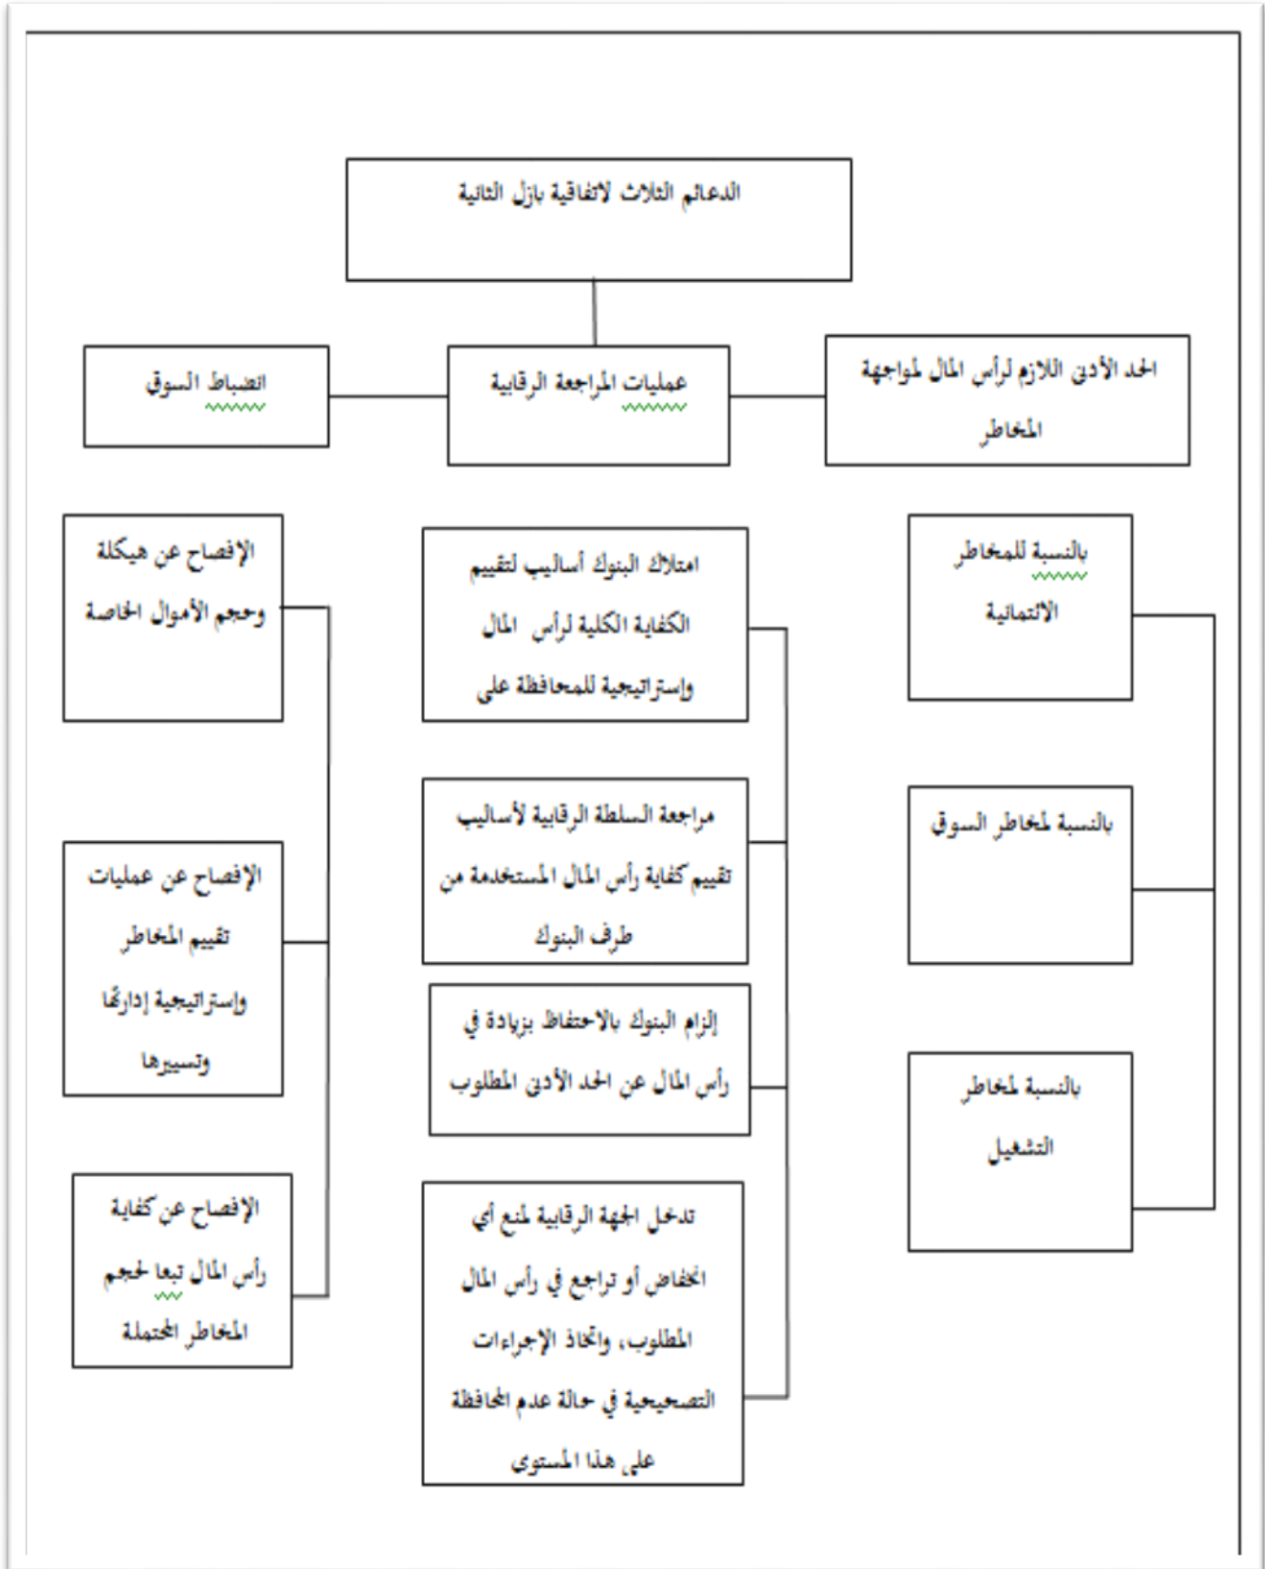 الدعائم الثلاث لاتفاقية بازل الثانية
الحد الأدنى اللازم لرأس المال لمواجهة
المخاطر
عمليات المراجعة الرقابية
انضباط السوق
بالنسبة للمخاطر
الائتمانية
بالنسبة لمخاطر السوق
بالنسبة لمخاطر
التشغيل
امتلاك البنوك أساليب لتقييم
الكفاية الكلية لرأس المال
وإستراتيجية للمحافظة على
مراجعة السلطة الرقابية لأساليب
تقييم كفاية رأس المال المستخدمة من
طرف البنوك
إلزام البنوك بالاحتفاظ بزيادة في
رأس المال عن الحد الأدنى المطلوب
تدخل الجهة الرقابية لمنع أي
انخفاض أو تراجع في رأس المال
المطلوب، واتخاذ الإجراءات
التصحيحية في حالة عدم المحافظة
على هذا المستوى
الإفصاح عن هيكلة
وحجم الأموال الخاصة
الإفصاح عن عمليات
تقييم المخاطر
وإستراتيجية إدارتها
وتسييرها
الإفصاح عن كفاية
رأس المال تبعا لحجم
المخاطر المحتملة